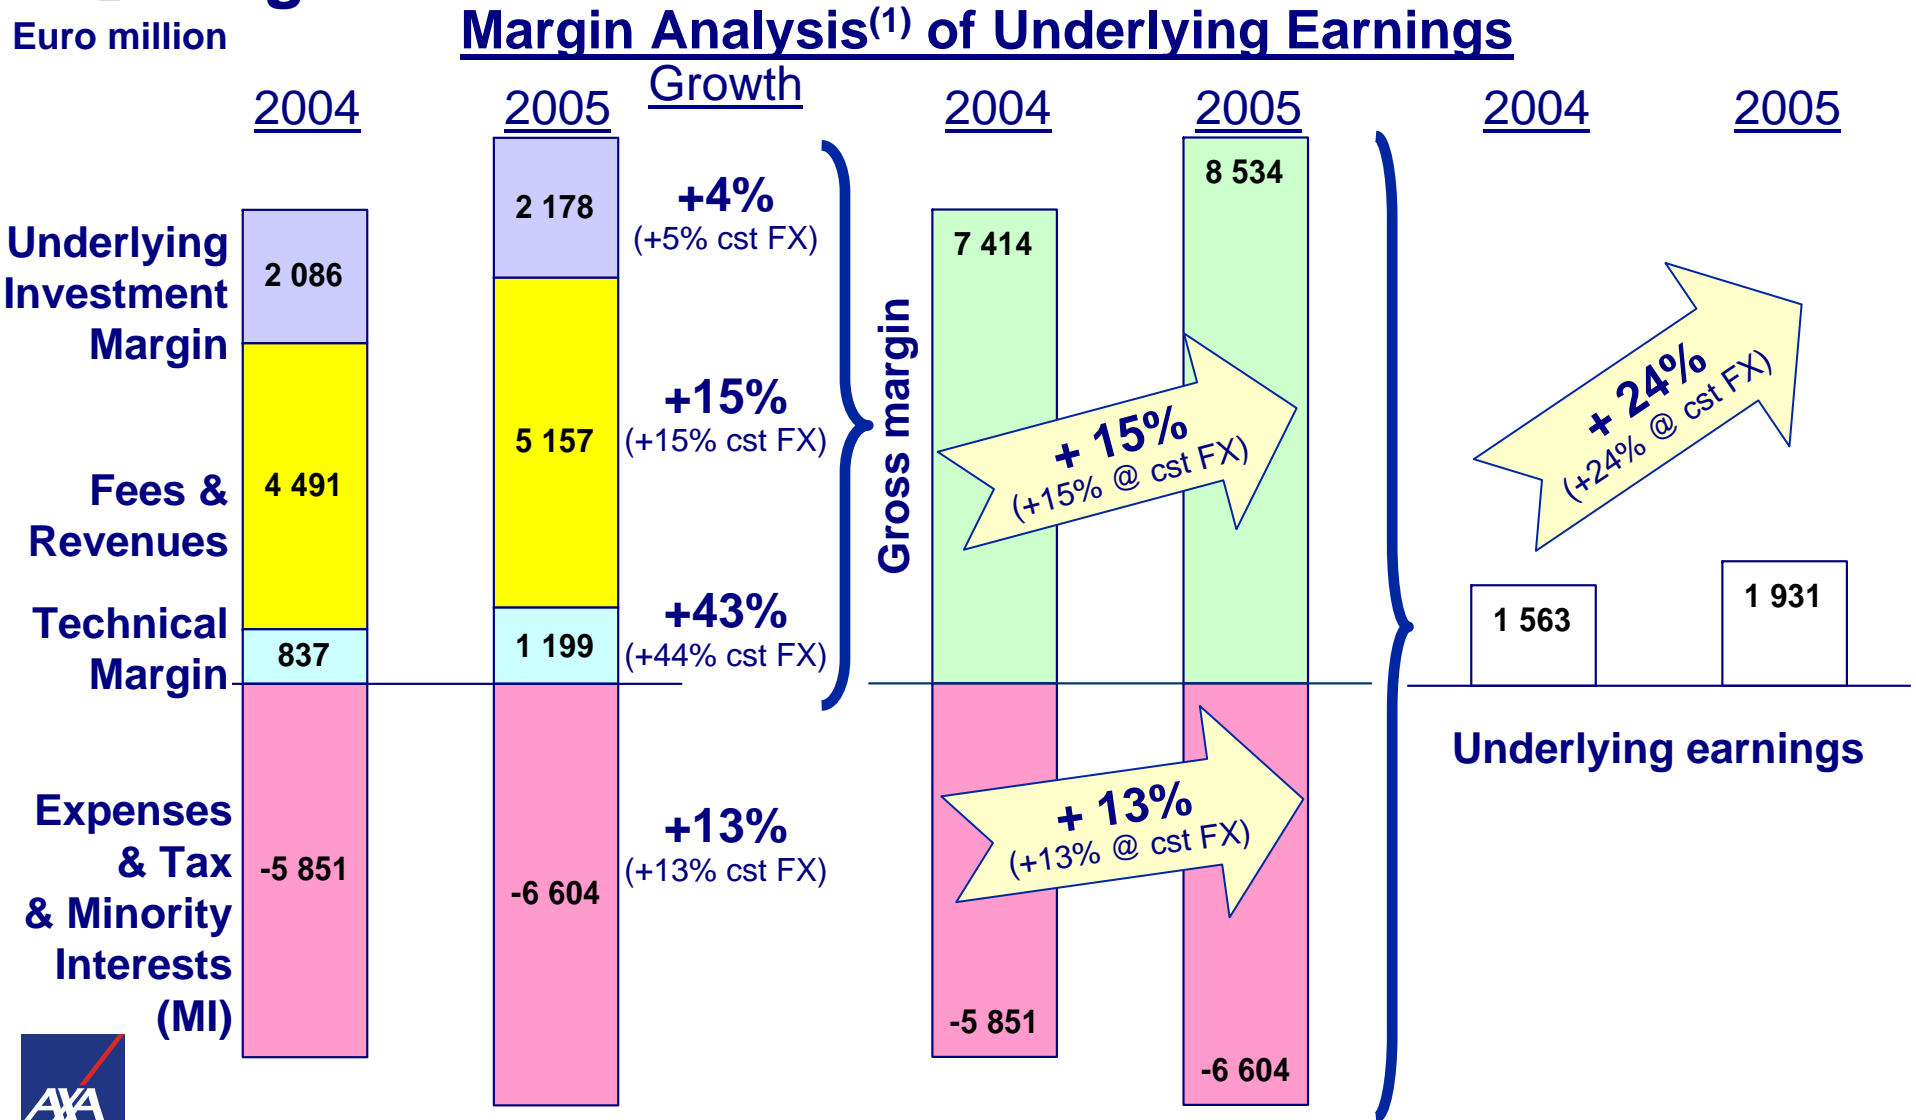 Euro million
Margin Analysis(1) of Underlying Earnings
Growth
2004
2005
2004
2005
2004
2005
Underlying
Investment
Margin
2 086
2 178
+4%
(+5% cst FX)
Fees &
Revenues
4 491
5 157
+15%
(+15% cst FX)
Technical
Margin
837
1 199
+43%
(+44% cst FX)
Expenses
& Tax
& Minority
Interests
(MI)
-5 851
-6 604
+13%
(+13% cst FX)
Gross margin
7 414
8 534
+ 15%
(+15% @ cst FX)
+ 13%
(+13% @ cst FX)
-5 851
-6 604
+ 24%
(+24% @ cst FX)
1 563
1 931
Underlying earnings
AXA